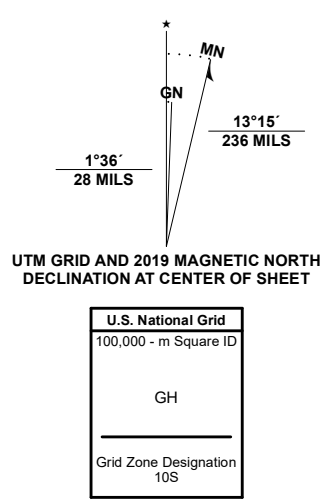 ★
MN
GN
13°15´
236 MILS
1°36´
28 MILS
UTM GRID AND 2019 MAGNETIC NORTH
DECLINATION AT CENTER OF SHEET
U.S. National Grid
100,000 - m Square ID
GH
Grid Zone Designation
10S